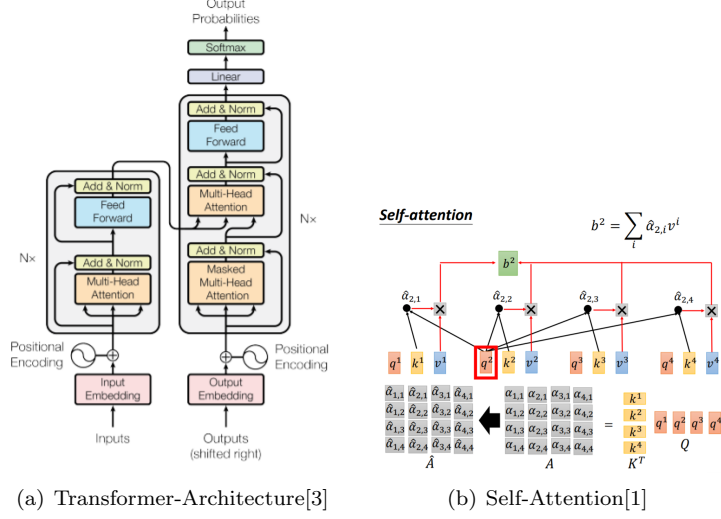 Output
Probabilities
Softmax
Linear
Add & Norm
Feed
Forward
Add & Norm
Multi-Head
Attention
Add & Norm
Masked
Multi-Head
Attention
N×
Add & Norm
Feed
Forward
Add & Norm
Multi-Head
Attention
N×
Positional
Encoding
Positional
Encoding
Input
Embedding
Output
Embedding
Inputs
Outputs
(shifted right)
(a) Transformer-Architecture[3]
Self-attention
b² = ∑ᵢ α̂₂,ᵢvⁱ
b²
α̂₂,₁ × α̂₂,₂ × α̂₂,₃ × α̂₂,₄ ×
q¹ k¹ v¹ q² k² v² q³ k³ v³ q⁴ k⁴ v⁴
α̂₁,₁ α̂₂,₁ α̂₃,₁ α̂₄,₁ α₁,₁ α₂,₁ α₃,₁ α₄,₁ k¹
α̂₁,₂ α̂₂,₂ α̂₃,₂ α̂₄,₂ α₁,₂ α₂,₂ α₃,₂ α₄,₂ = k² q¹ q² q³ q⁴
α̂₁,₃ α̂₂,₃ α̂₃,₃ α̂₄,₃ α₁,₃ α₂,₃ α₃,₃ α₄,₃ k³
α̂₁,₄ α̂₂,₄ α̂₃,₄ α̂₄,₄ α₁,₄ α₂,₄ α₃,₄ α₄,₄ k⁴
Â A Kᵀ Q
(b) Self-Attention[1]